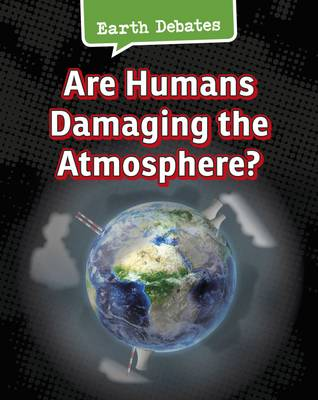 Earth Debates
Are Humans
Damaging the
Atmosphere?